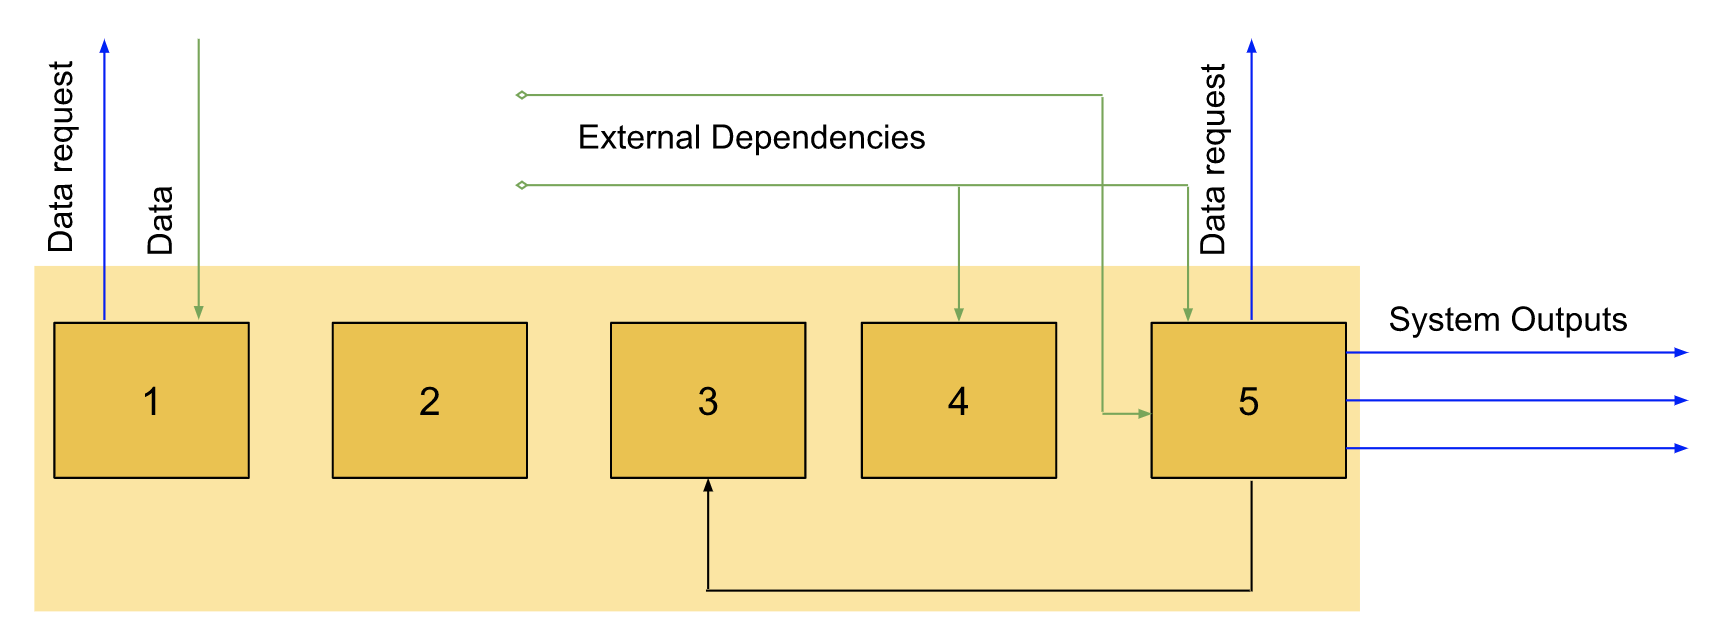 Data request
Data
External Dependencies
Data request
System Outputs
1
2
3
4
5